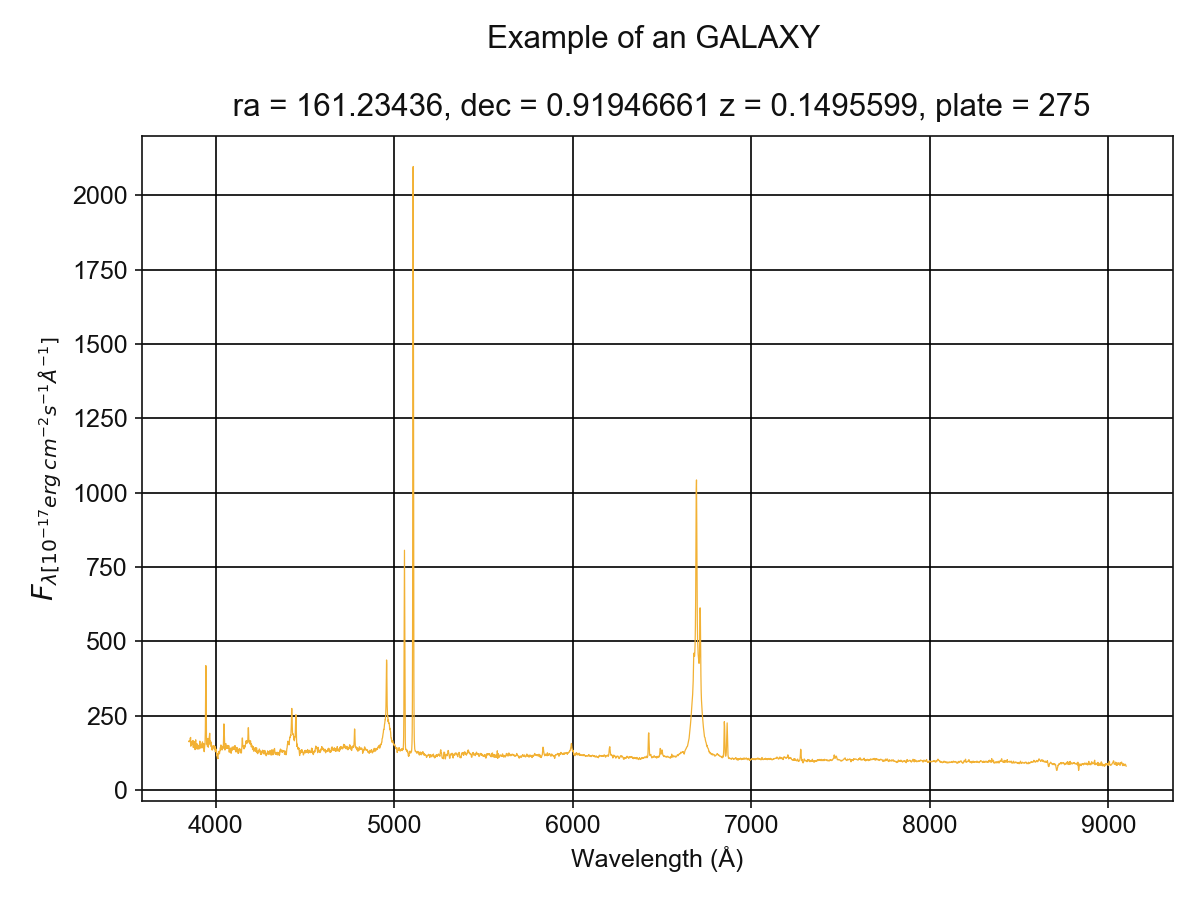 Example of an GALAXY
ra = 161.23436, dec = 0.91946661 z = 0.1495599, plate = 275
2000
1750
1500
1250
1000
750
500
250
0
F_λ[10⁻¹⁷erg cm⁻²s⁻¹Å⁻¹]
4000 5000 6000 7000 8000 9000
Wavelength (Å)